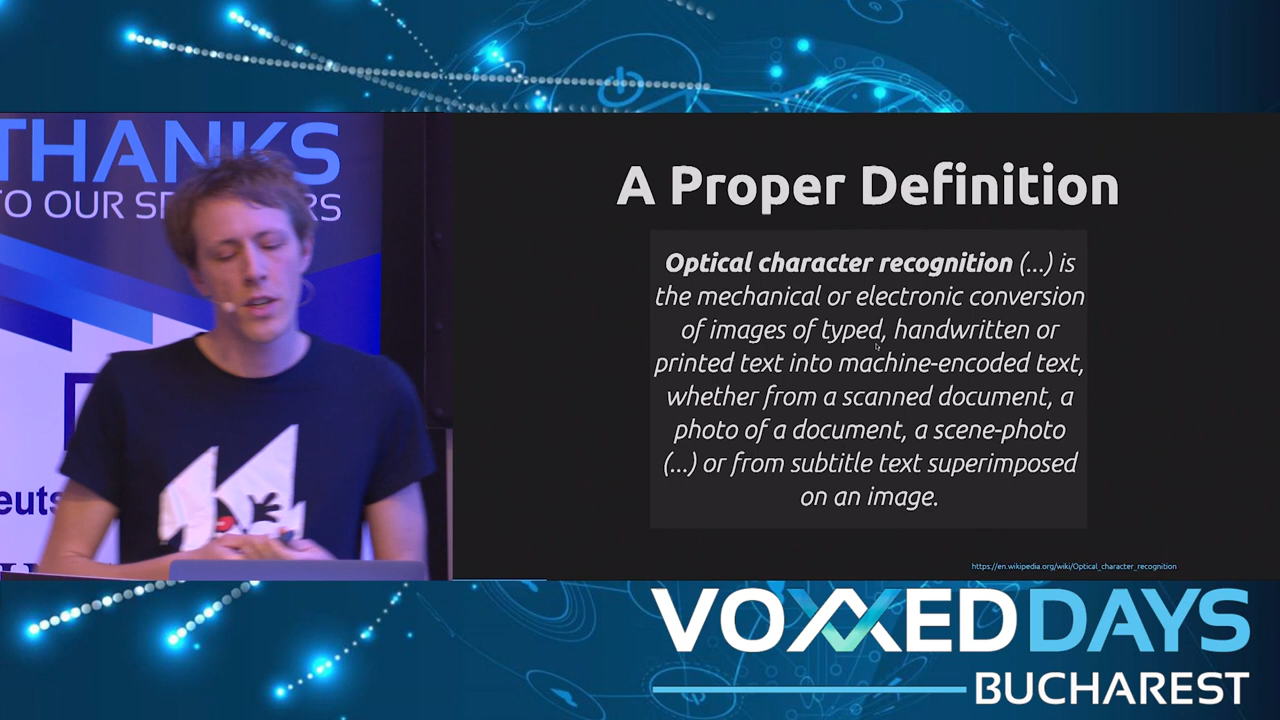 THANKS
TO OUR
RS
A Proper Definition
Optical character recognition (...) is
the mechanical or electronic conversion
of images of typed, handwritten or
printed text into machine-encoded text,
whether from a scanned document, a
photo of a document, a scene-photo
(...) or from subtitle text superimposed
on an image.
https://en.wikipedia.org/wiki/Optical_character_recognition
euts
VOXXED DAYS
BUCHAREST